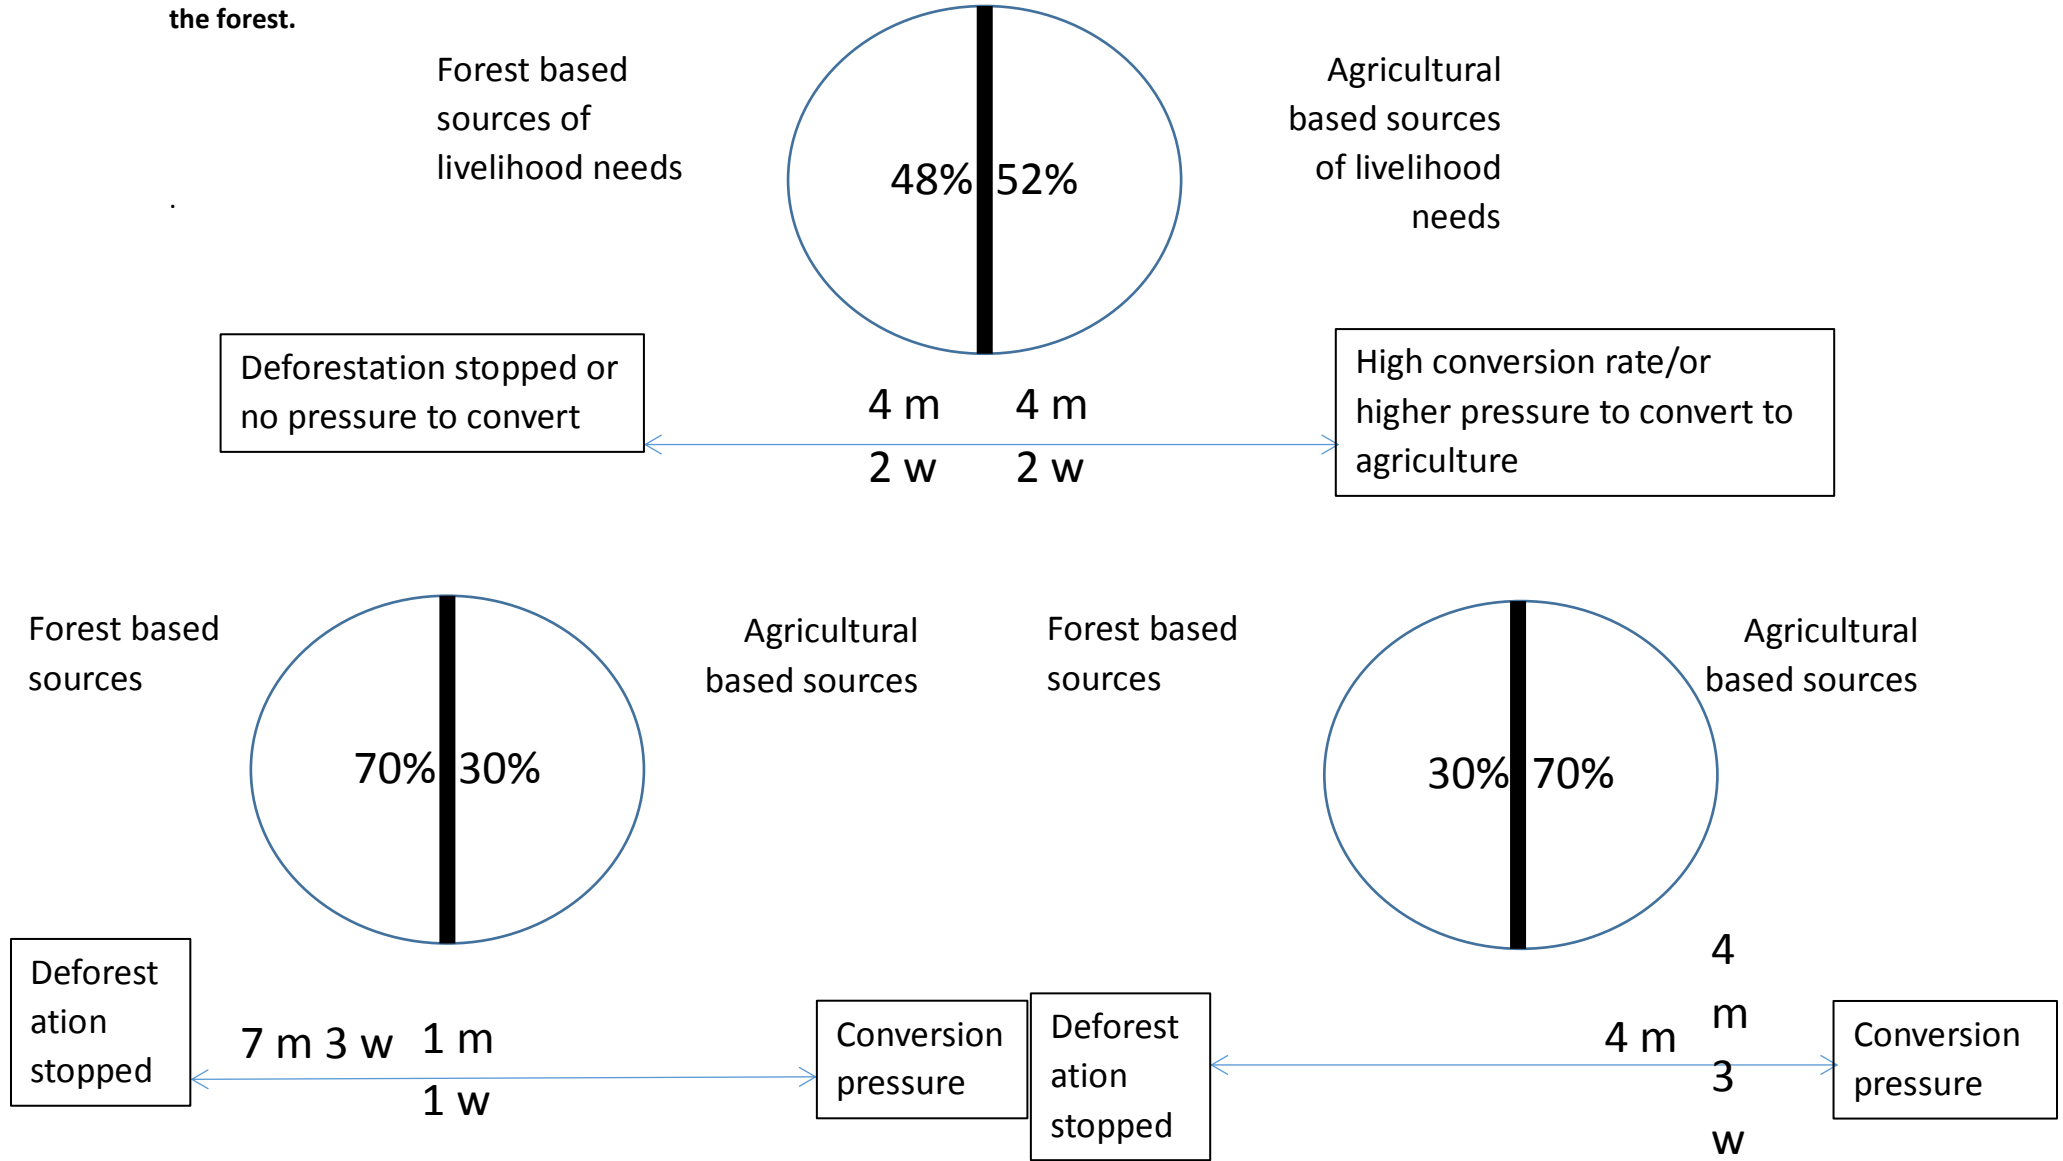 the forest.
Forest based
sources of
livelihood needs
Agricultural
based sources
of livelihood
needs
48% 52%
.
Deforestation stopped or
no pressure to convert
4 m 4 m
2 w 2 w
High conversion rate/or
higher pressure to convert to
agriculture
Forest based
sources
Agricultural
based sources
70% 30%
Deforest
ation
stopped
7 m 3 w 1 m
1 w
Conversion
pressure
Forest based
sources
Agricultural
based sources
30% 70%
Deforest
ation
stopped
4 m
4
m
3
w
Conversion
pressure